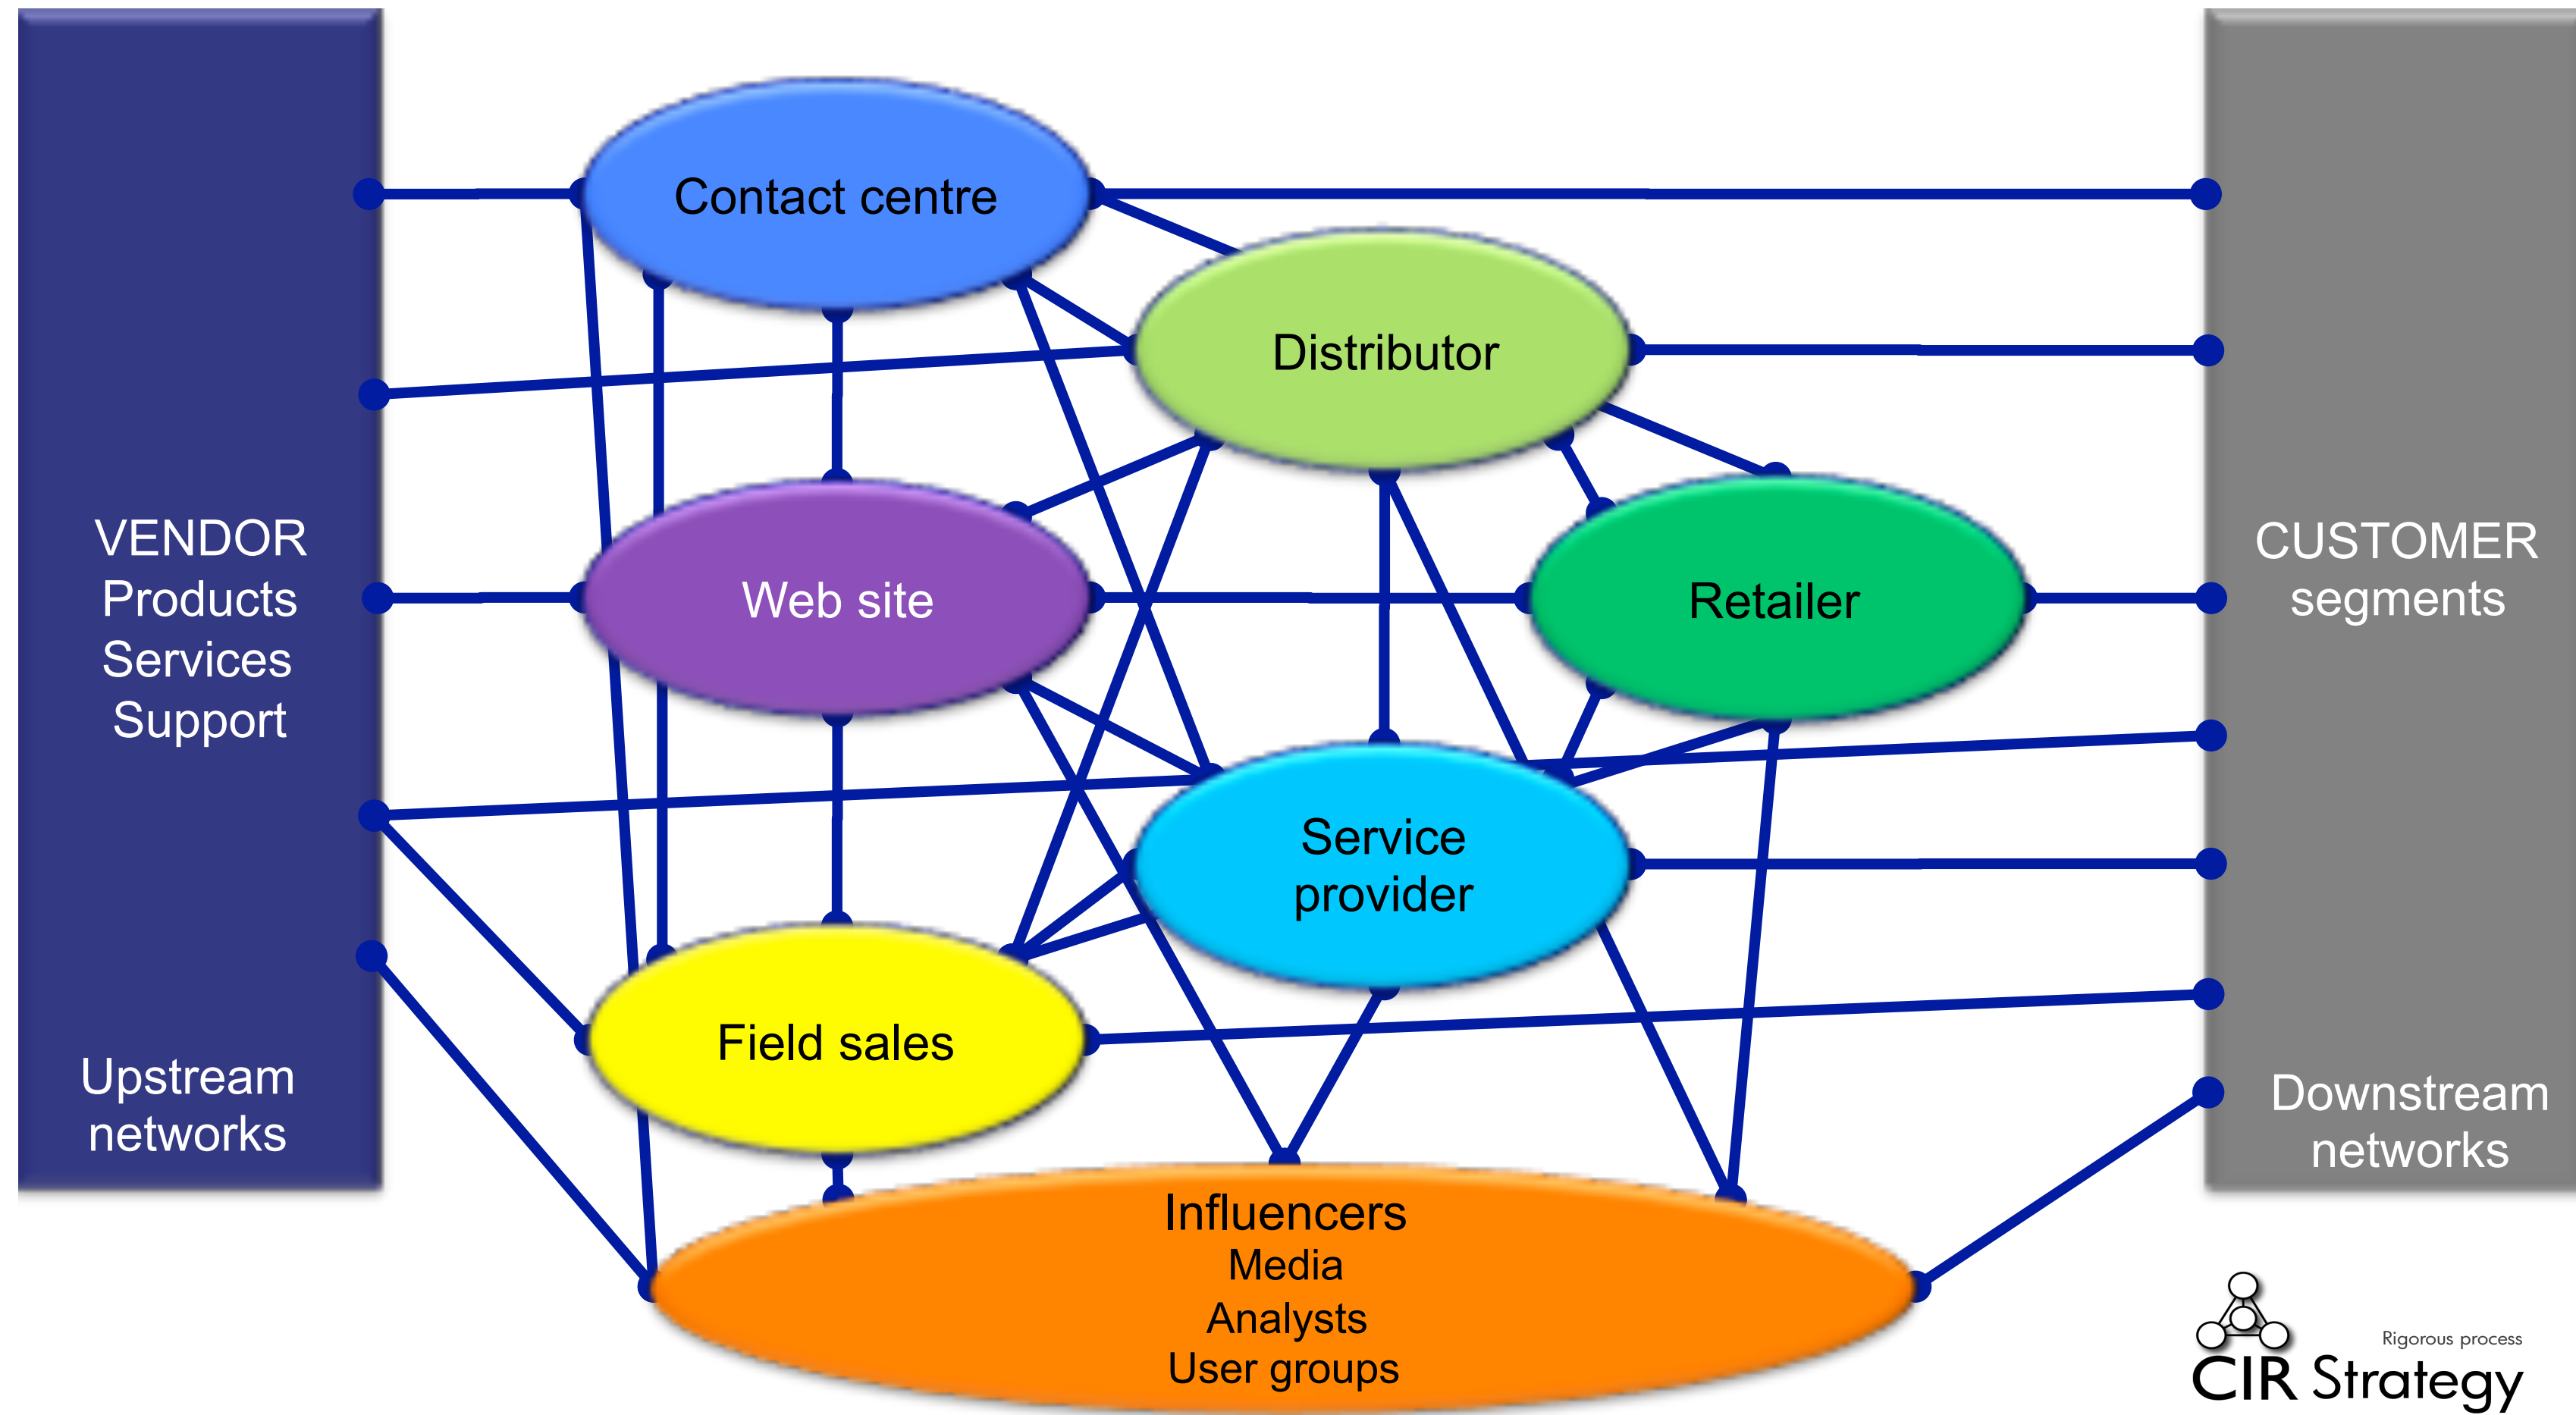 Contact centre
Distributor
VENDOR
Products
Services
Support
Web site
Retailer
CUSTOMER
segments
Service
provider
Field sales
Upstream
networks
Downstream
networks
Influencers
Media
Analysts
User groups
Rigorous process
CIR Strategy